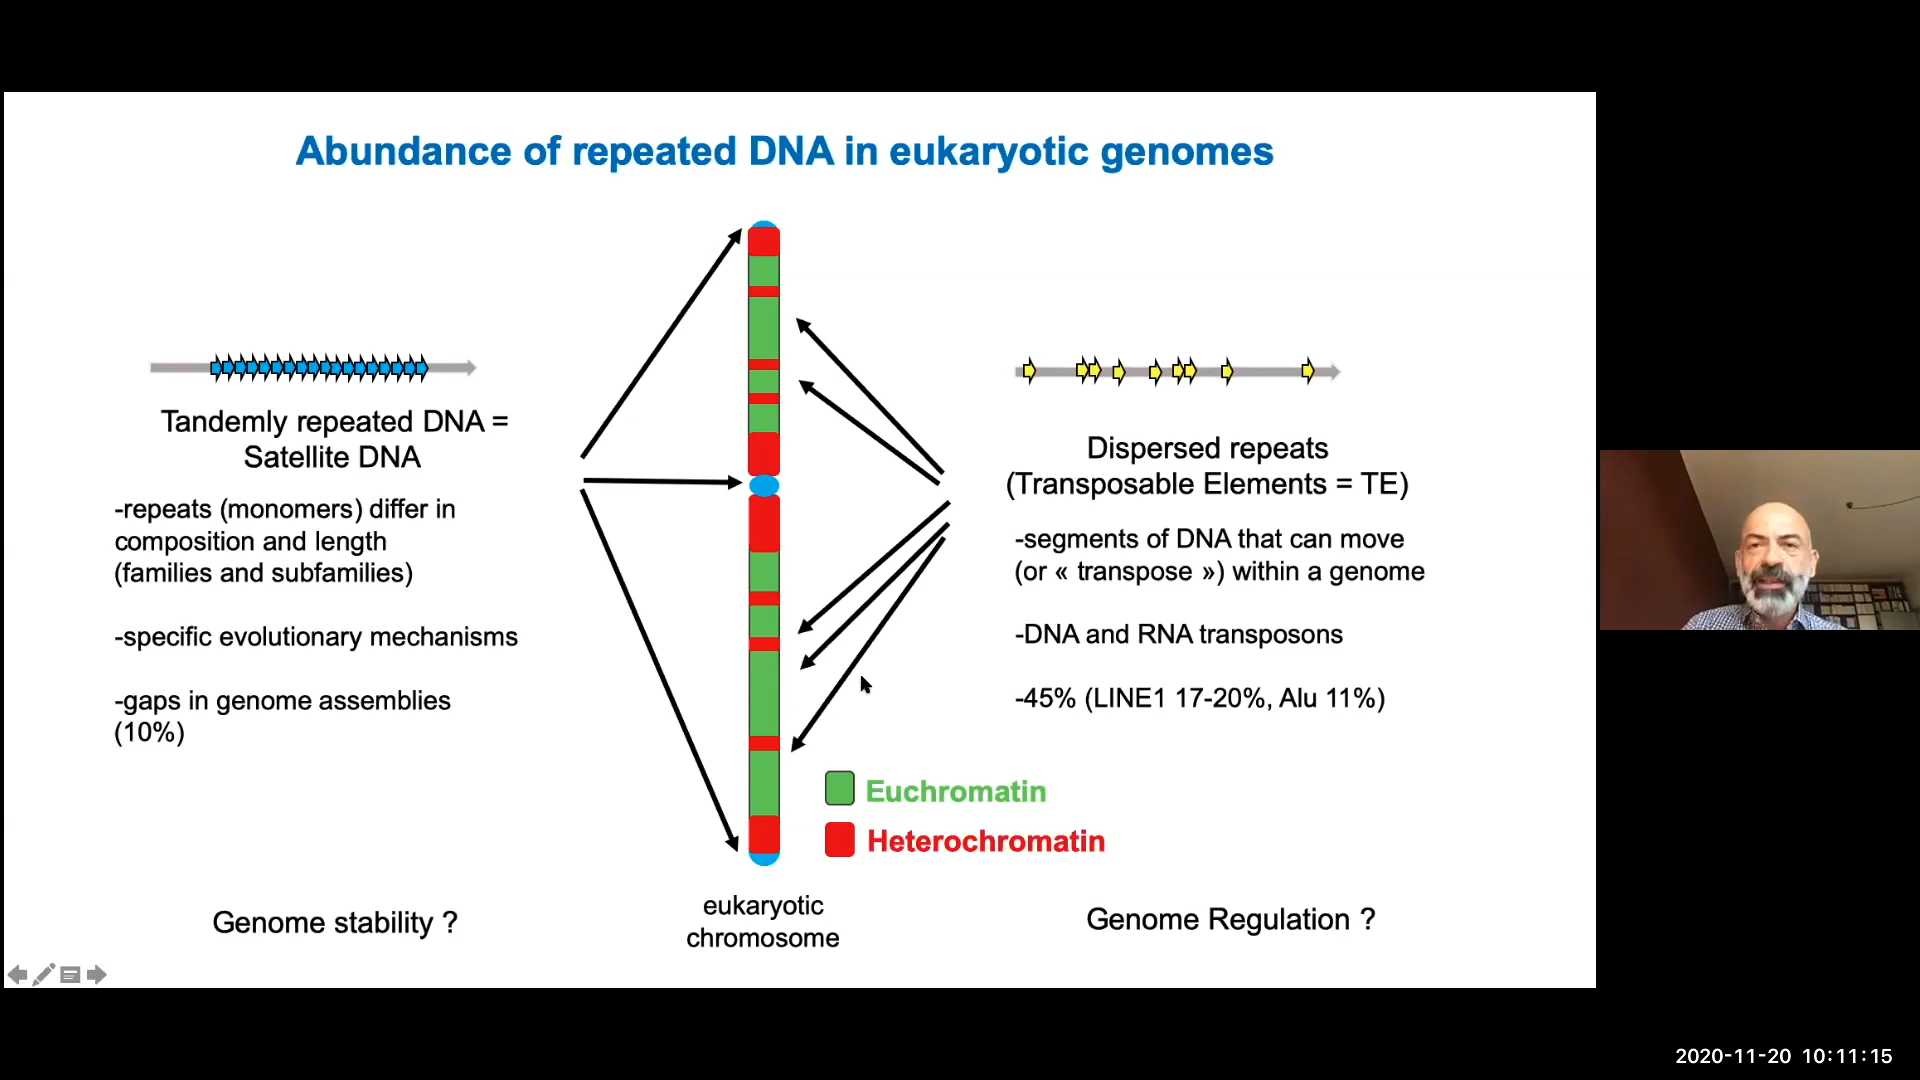 Abundance of repeated DNA in eukaryotic genomes
Tandemly repeated DNA =
Satellite DNA
-repeats (monomers) differ in
composition and length
(families and subfamilies)
-specific evolutionary mechanisms
-gaps in genome assemblies
(10%)
Genome stability ?
eukaryotic
chromosome
Euchromatin
Heterochromatin
Dispersed repeats
(Transposable Elements = TE)
-segments of DNA that can move
(or « transpose ») within a genome
-DNA and RNA transposons
-45% (LINE1 17-20%, Alu 11%)
Genome Regulation ?
2020-11-20 10:11:15